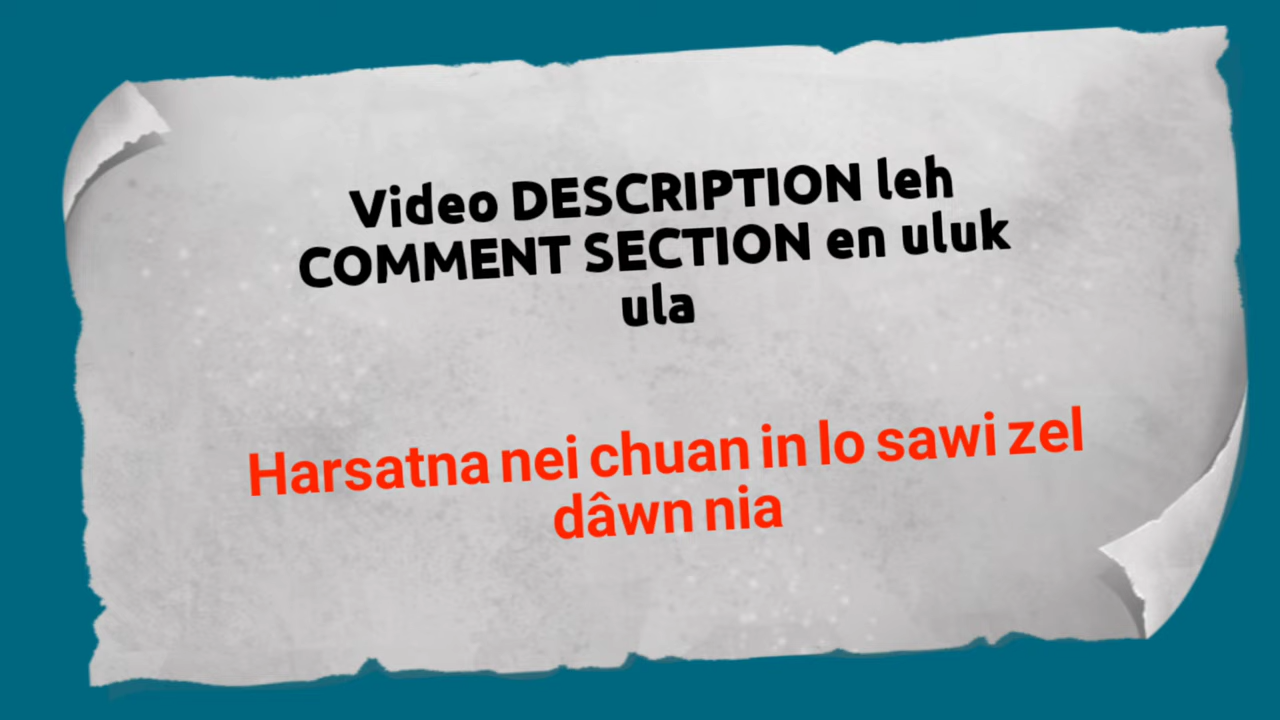 Video DESCRIPTION leh
COMMENT SECTION en uluk
ula
Harsatna nei chuan in lo sawi zel
dâwn nia